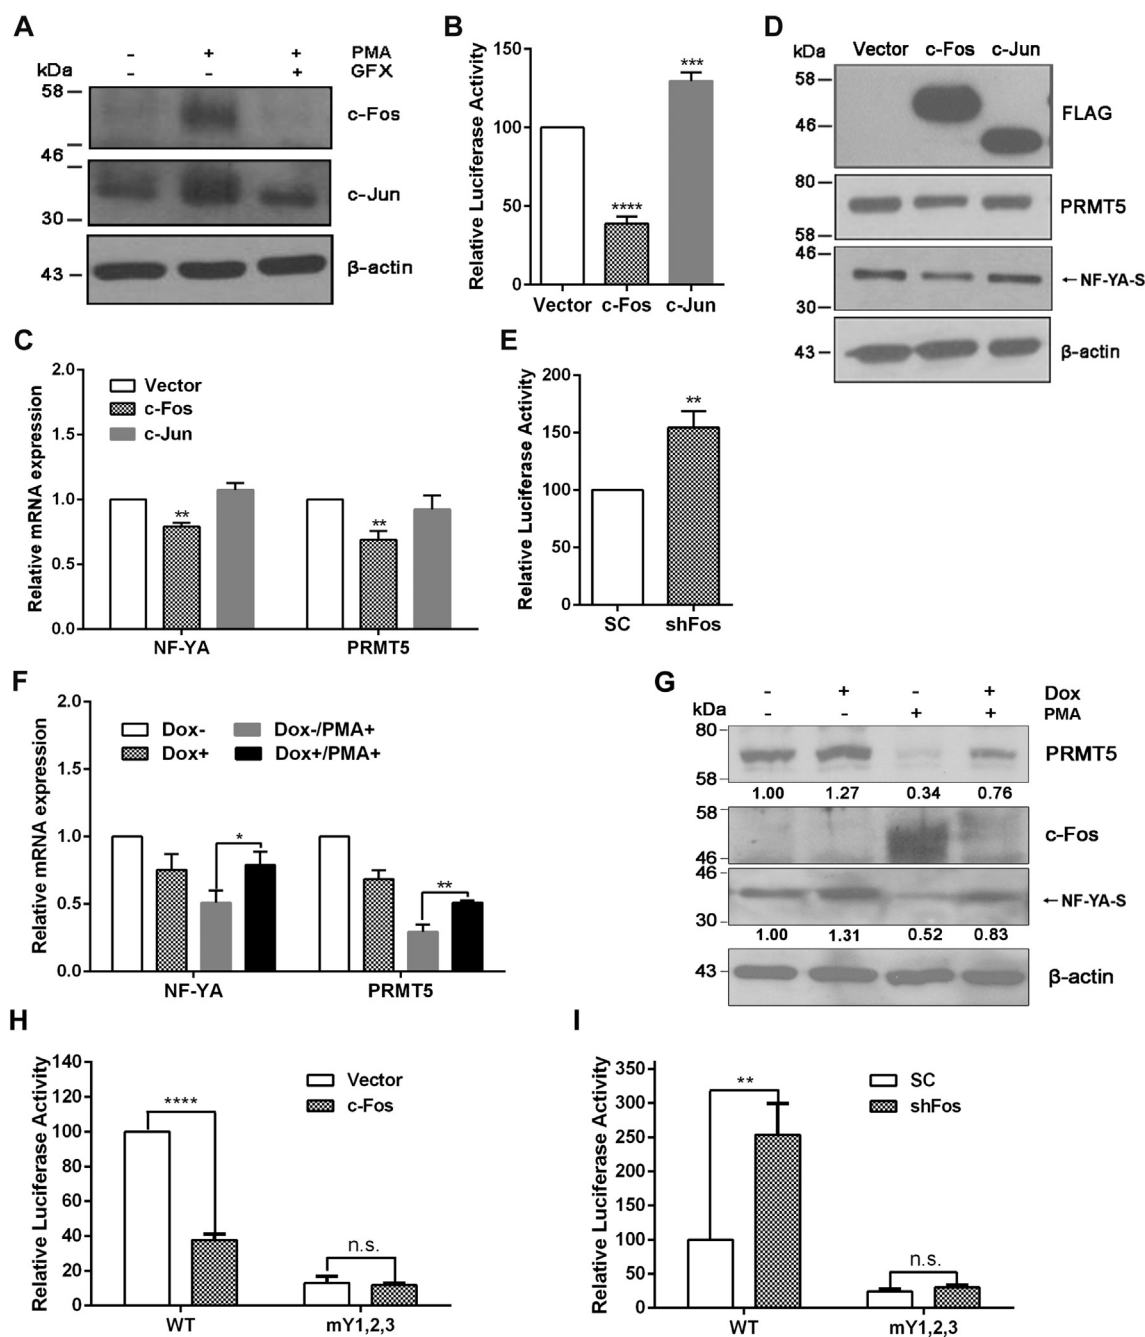 A
- + + PMA
- - + GFX
kDa
58
c-Fos
46
c-Jun
30
43
β-actin
B
Relative Luciferase Activity
150
100
50
0
***
****
Vector c-Fos c-Jun
D
Vector c-Fos c-Jun
kDa
58
46
FLAG
80
PRMT5
58
46
←NF-YA-S
30
43
β-actin
C
Relative mRNA expression
2.0
1.5
1.0
0.5
0.0
Vector
c-Fos
c-Jun
** **
NF-YA PRMT5
E
Relative Luciferase Activity
200
150
100
50
0
**
SC shFos
F
Relative mRNA expression
2.0
1.5
1.0
0.5
0.0
Dox- Dox-/PMA+
Dox+ Dox+/PMA+
* **
NF-YA PRMT5
G
- + - + Dox
- - + + PMA
kDa
80
PRMT5
58
1.00 1.27 0.34 0.76
58
c-Fos
46
46
←NF-YA-S
30
1.00 1.31 0.52 0.83
43
β-actin
H
Relative Luciferase Activity
140
120
100
80
60
40
20
0
Vector
c-Fos
****
n.s.
WT mY1,2,3
I
Relative Luciferase Activity
350
300
250
200
150
100
50
0
SC
shFos
**
n.s.
WT mY1,2,3